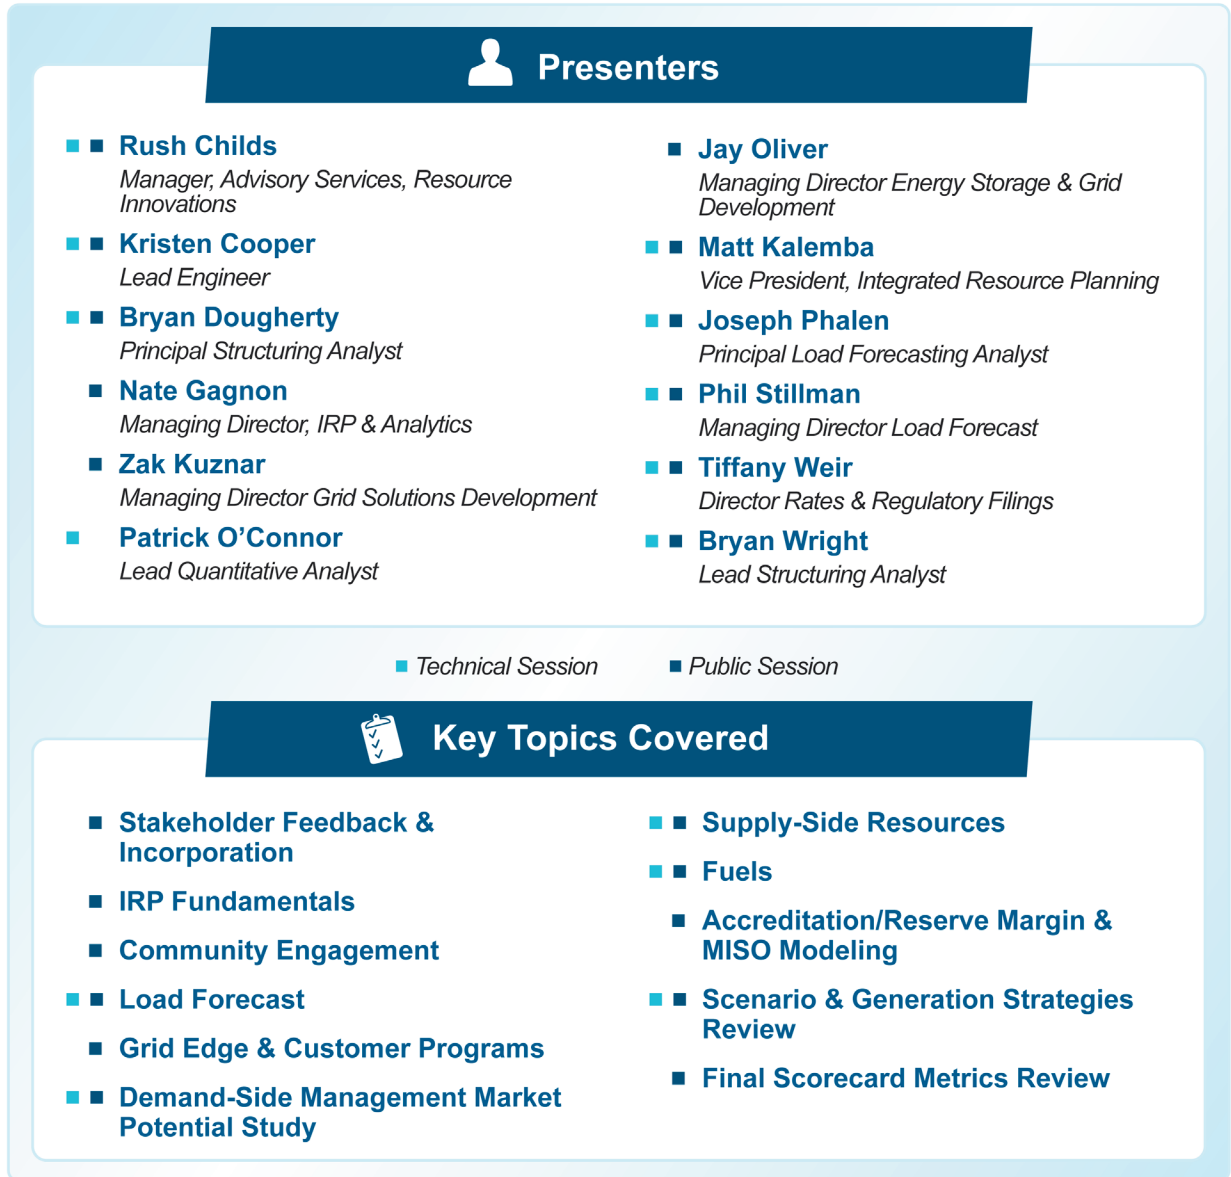 Presenters
Rush Childs
Manager, Advisory Services, Resource
Innovations
Kristen Cooper
Lead Engineer
Bryan Dougherty
Principal Structuring Analyst
Nate Gagnon
Managing Director, IRP & Analytics
Zak Kuznar
Managing Director Grid Solutions Development
Patrick O’Connor
Lead Quantitative Analyst
Jay Oliver
Managing Director Energy Storage & Grid
Development
Matt Kalemba
Vice President, Integrated Resource Planning
Joseph Phalen
Principal Load Forecasting Analyst
Phil Stillman
Managing Director Load Forecast
Tiffany Weir
Director Rates & Regulatory Filings
Bryan Wright
Lead Structuring Analyst
Technical Session
Public Session
Key Topics Covered
Stakeholder Feedback &
Incorporation
IRP Fundamentals
Community Engagement
Load Forecast
Grid Edge & Customer Programs
Demand-Side Management Market
Potential Study
Supply-Side Resources
Fuels
Accreditation/Reserve Margin &
MISO Modeling
Scenario & Generation Strategies
Review
Final Scorecard Metrics Review